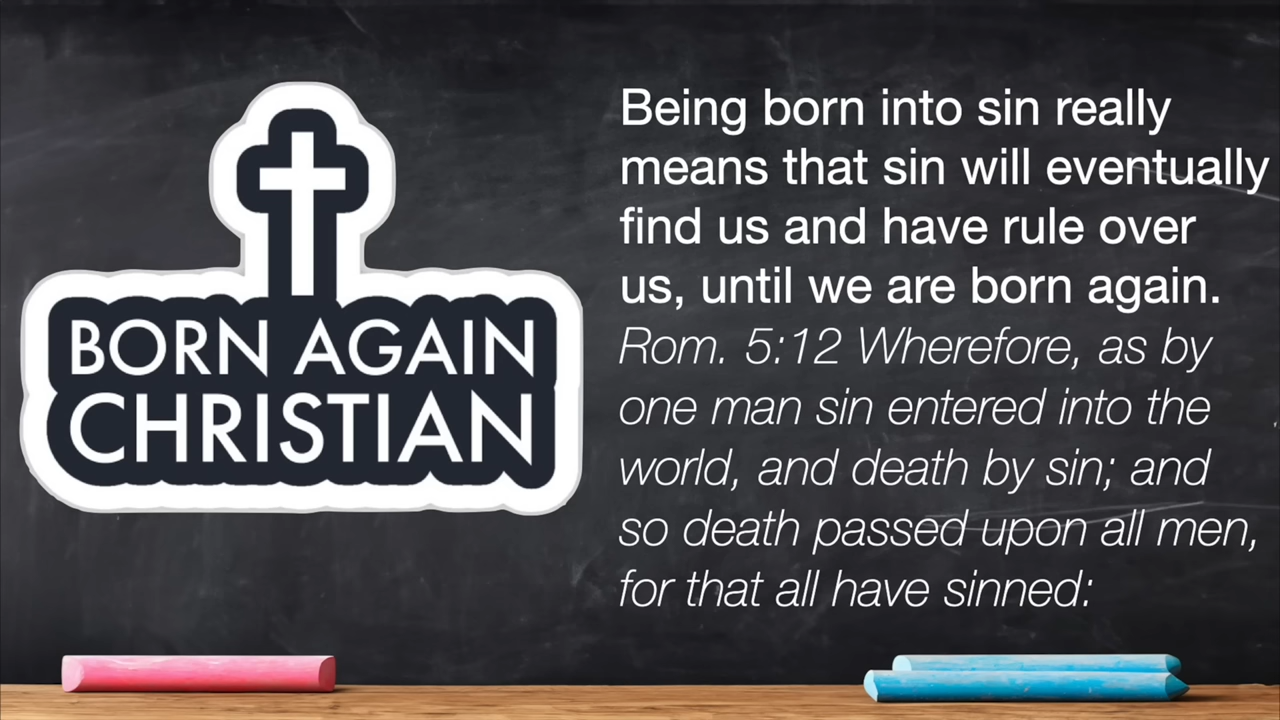 BORN AGAIN
CHRISTIAN
Being born into sin really
means that sin will eventually
find us and have rule over
us, until we are born again.
Rom. 5:12 Wherefore, as by
one man sin entered into the
world, and death by sin; and
so death passed upon all men,
for that all have sinned: